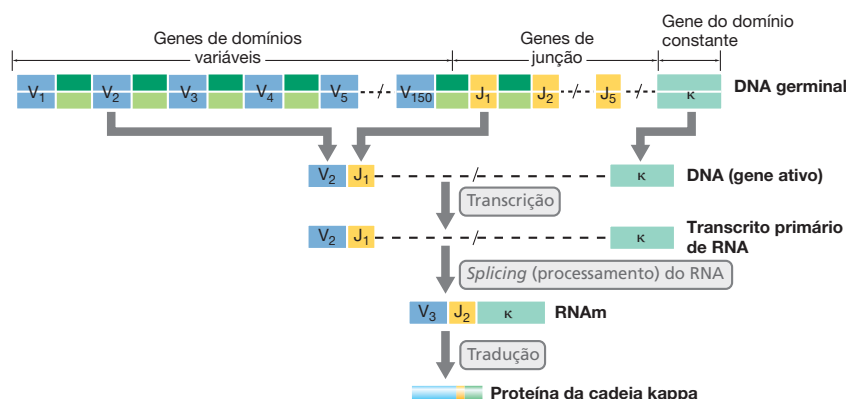 Genes de domínios
variáveis
Genes de
junção
Gene do domínio
constante
V1 V2 V3 V4 V5 V150 J1 J2 J5 κ DNA germinal
V2 J1 κ DNA (gene ativo)
Transcrição
V2 J1 κ Transcrito primário
de RNA
Splicing (processamento) do RNA
V3 J2 κ RNAm
Tradução
Proteína da cadeia kappa